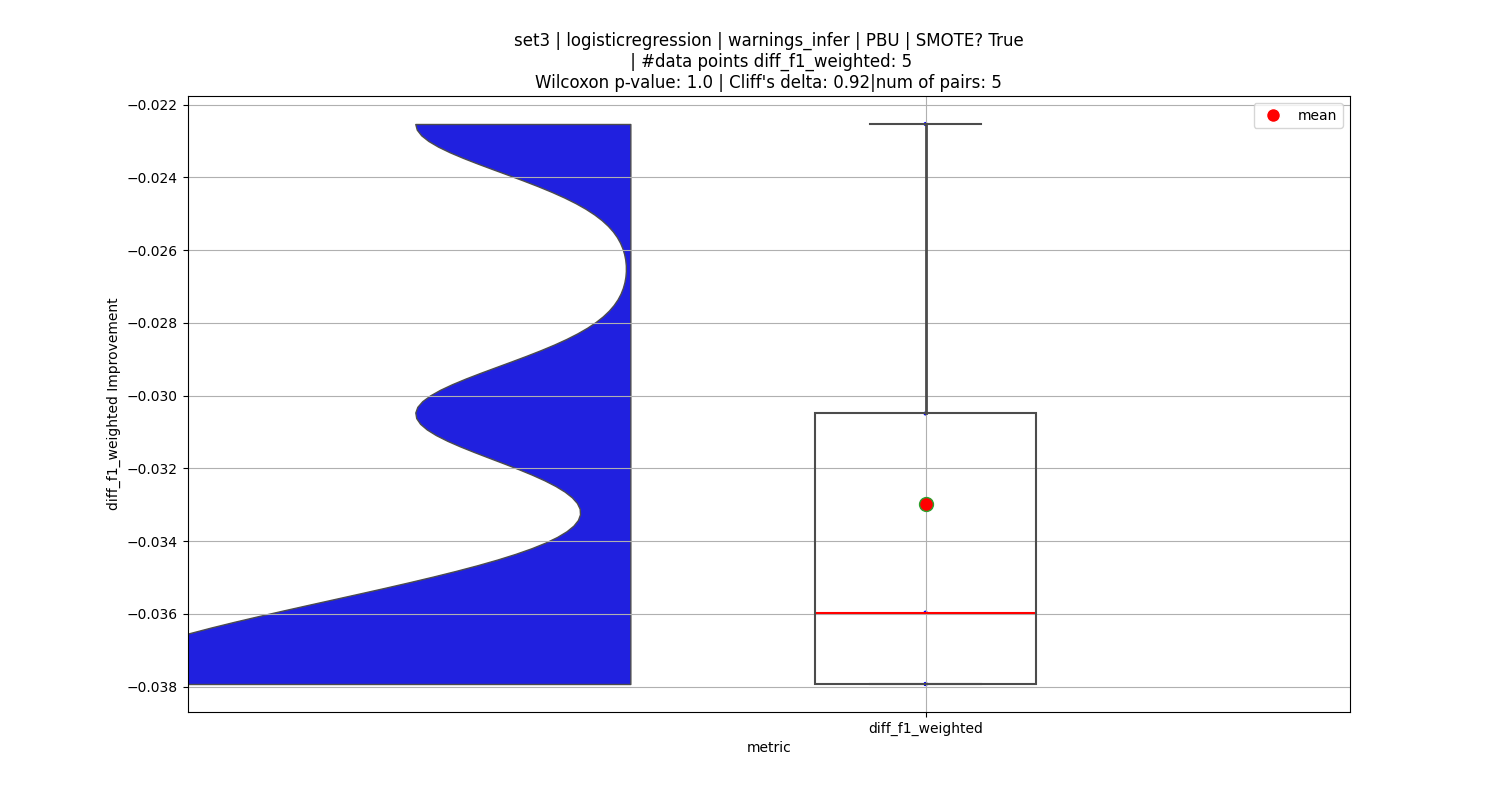 set3 | logisticregression | warnings_infer | PBU | SMOTE? True
| #data points diff_f1_weighted: 5
Wilcoxon p-value: 1.0 | Cliff's delta: 0.92|num of pairs: 5
mean
−0.022
−0.024
−0.026
−0.028
−0.030
−0.032
−0.034
−0.036
−0.038
diff_f1_weighted Improvement
diff_f1_weighted
metric